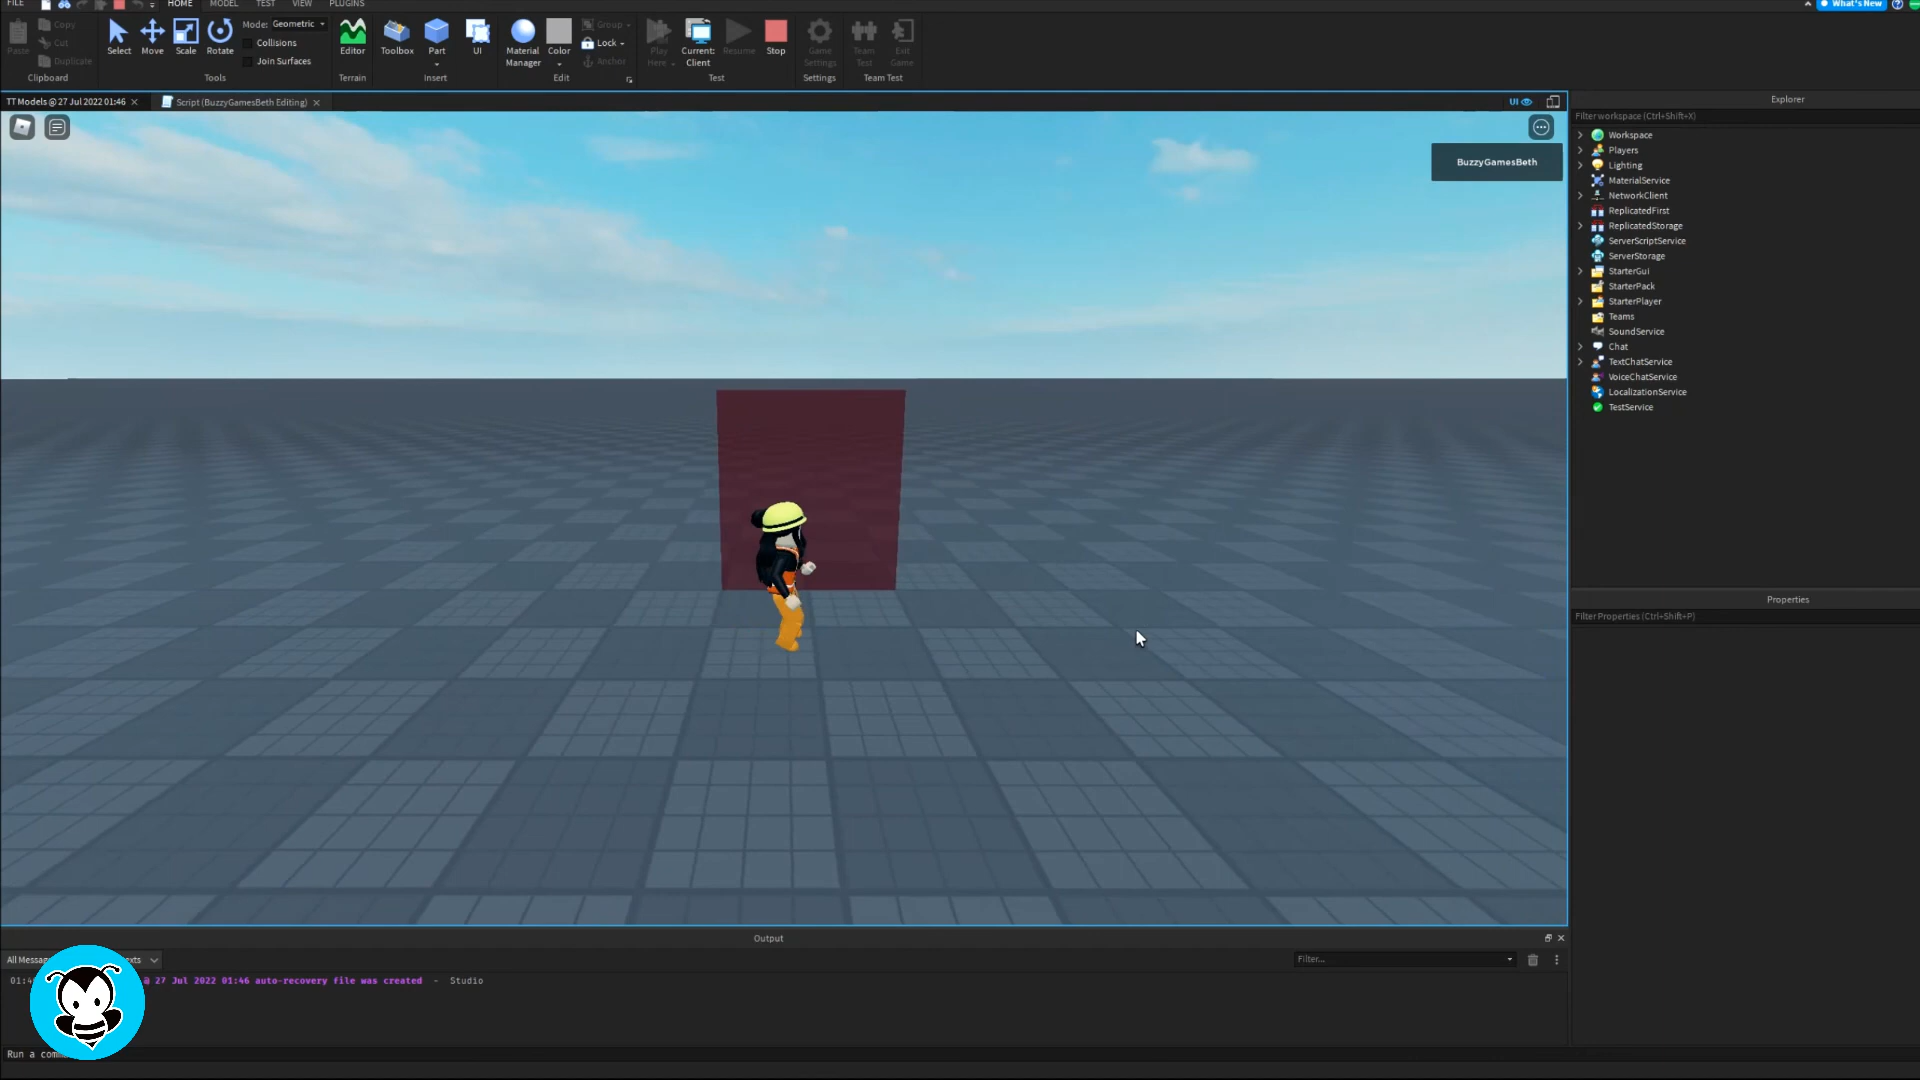 FILE HOME MODEL TEST VIEW PLUGINS What's New
Copy Mode: Geometric Group
Cut Collisions Lock
Paste Select Move Scale Rotate Editor Toolbox Part UI Material Manager Color Play Here Current: Client Resume Stop Game Settings Team Test Exit Game
Duplicate Join Surfaces Anchor
Clipboard Tools Terrain Insert Edit Test Settings Team Test
TT Models @ 27 Jul 2022 01:46 Script (BuzzyGamesBeth Editing) UI
BuzzyGamesBeth
Explorer
Filter workspace (Ctrl+Shift+X)
Workspace
Players
Lighting
MaterialService
NetworkClient
ReplicatedFirst
ReplicatedStorage
ServerScriptService
ServerStorage
StarterGui
StarterPack
StarterPlayer
Teams
SoundService
Chat
TextChatService
VoiceChatService
LocalizationService
TestService
Properties
Filter Properties (Ctrl+Shift+P)
Output
All Filter...
@ 27 Jul 2022 01:46 auto-recovery file was created - Studio
Run a